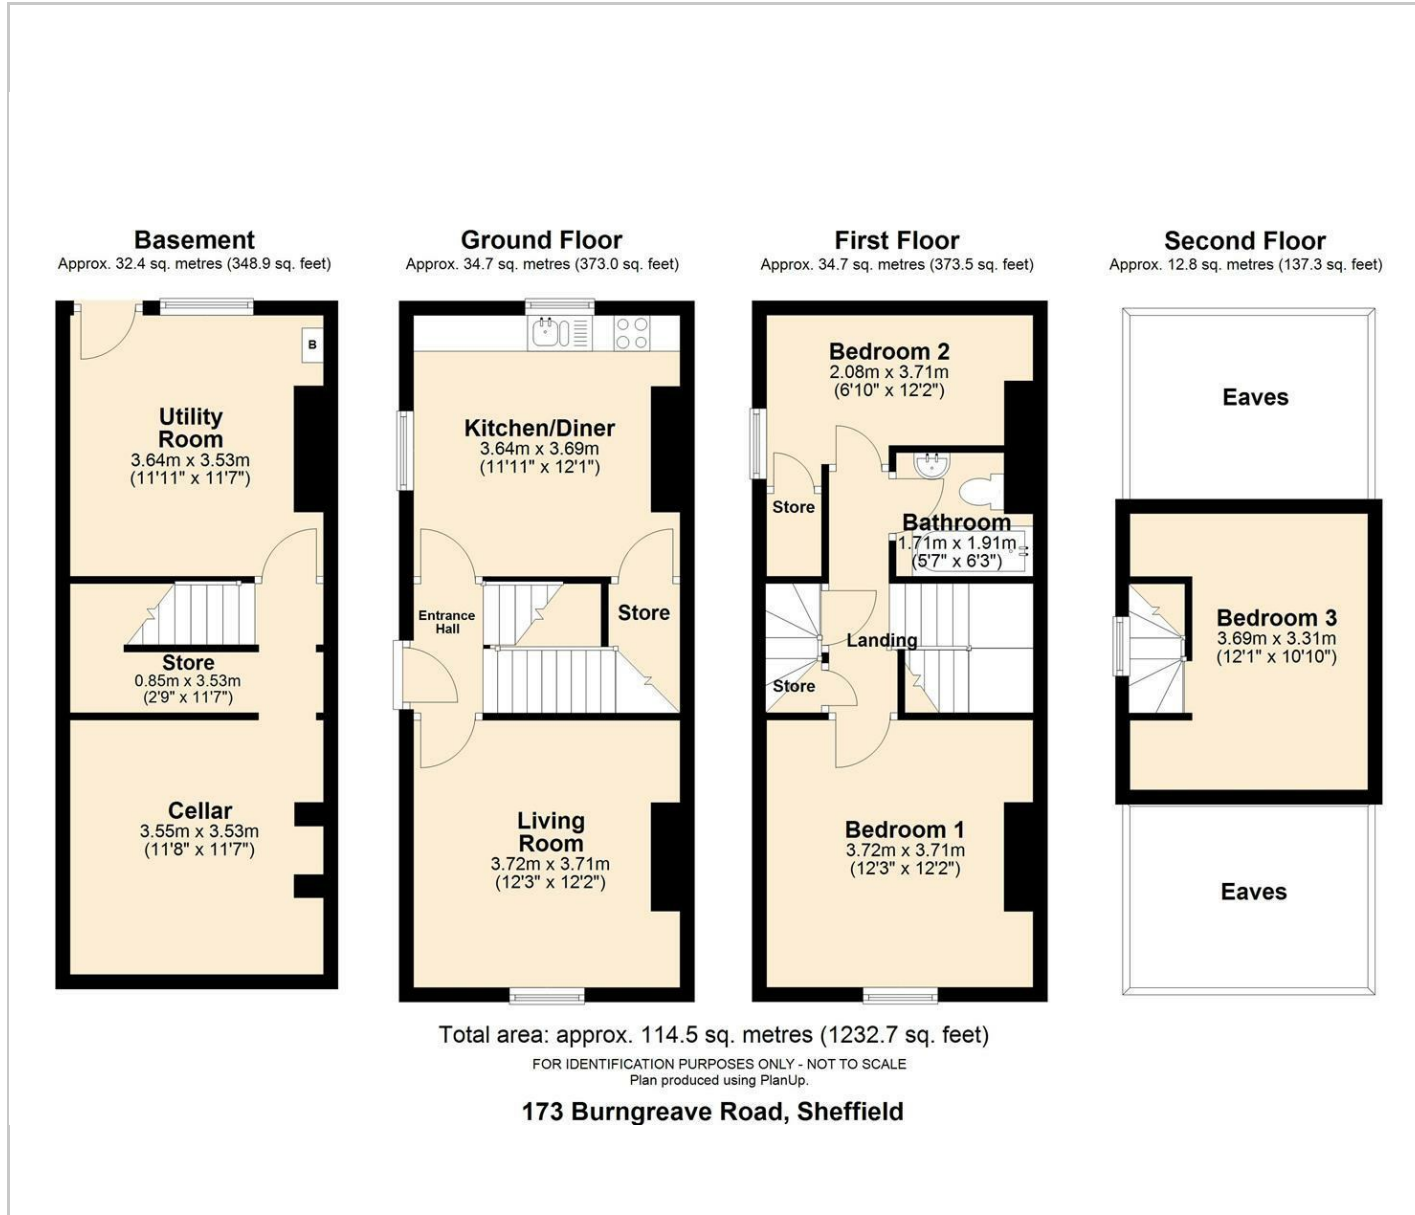 Basement
Approx. 32.4 sq. metres (348.9 sq. feet)
B
Utility
Room
3.64m x 3.53m
(11'11" x 11'7")
Store
0.85m x 3.53m
(2'9" x 11'7")
Cellar
3.55m x 3.53m
(11'8" x 11'7")
Ground Floor
Approx. 34.7 sq. metres (373.0 sq. feet)
Kitchen/Diner
3.64m x 3.69m
(11'11" x 12'1")
Entrance
Hall
Store
Living
Room
3.72m x 3.71m
(12'3" x 12'2")
First Floor
Approx. 34.7 sq. metres (373.5 sq. feet)
Bedroom 2
2.08m x 3.71m
(6'10" x 12'2")
Store
Bathroom
1.71m x 1.91m
(5'7" x 6'3")
Landing
Store
Bedroom 1
3.72m x 3.71m
(12'3" x 12'2")
Second Floor
Approx. 12.8 sq. metres (137.3 sq. feet)
Eaves
Bedroom 3
3.69m x 3.31m
(12'1" x 10'10")
Eaves
Total area: approx. 114.5 sq. metres (1232.7 sq. feet)
FOR IDENTIFICATION PURPOSES ONLY - NOT TO SCALE
Plan produced using PlanUp.
173 Burngreave Road, Sheffield